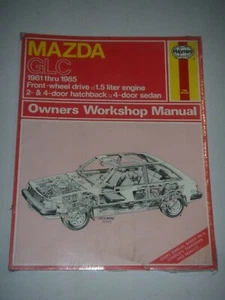 MAZDA
Haynes
GLC
1981 thru 1985
Front-wheel drive □ 1.5 liter engine
2- & 4-door hatchback □ 4-door sedan
Owners Workshop Manual